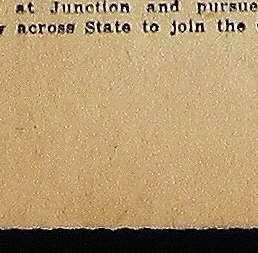 at Junction and pursue
across State to join the